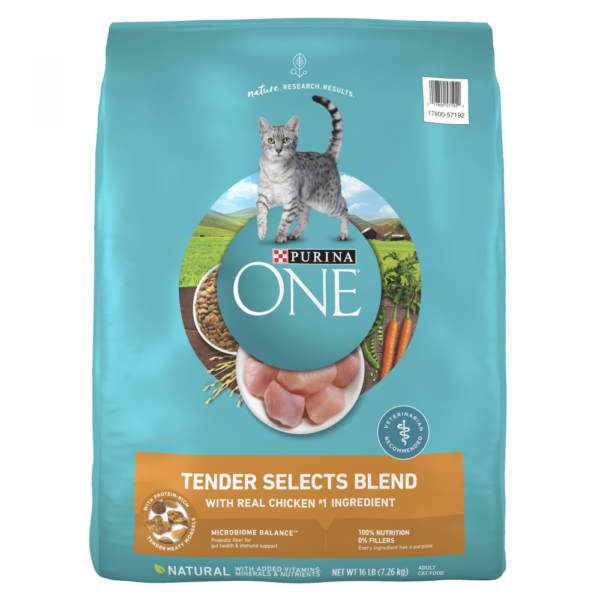 nature. RESEARCH. RESULTS.
17800-57192
PURINA
ONE®
VETERINARIAN
RECOMMENDED
TENDER SELECTS BLEND
WITH REAL CHICKEN #1 INGREDIENT
WITH PROTEIN-RICH
TENDER MEATY MORSELS
MICROBIOME BALANCE™
Prebiotic fiber for
gut health & immune support
100% NUTRITION
0% FILLERS
Every ingredient has a purpose
NATURAL WITH ADDED VITAMINS,
MINERALS & NUTRIENTS
NET WT 16 LB (7.26 kg)
ADULT
CAT FOOD